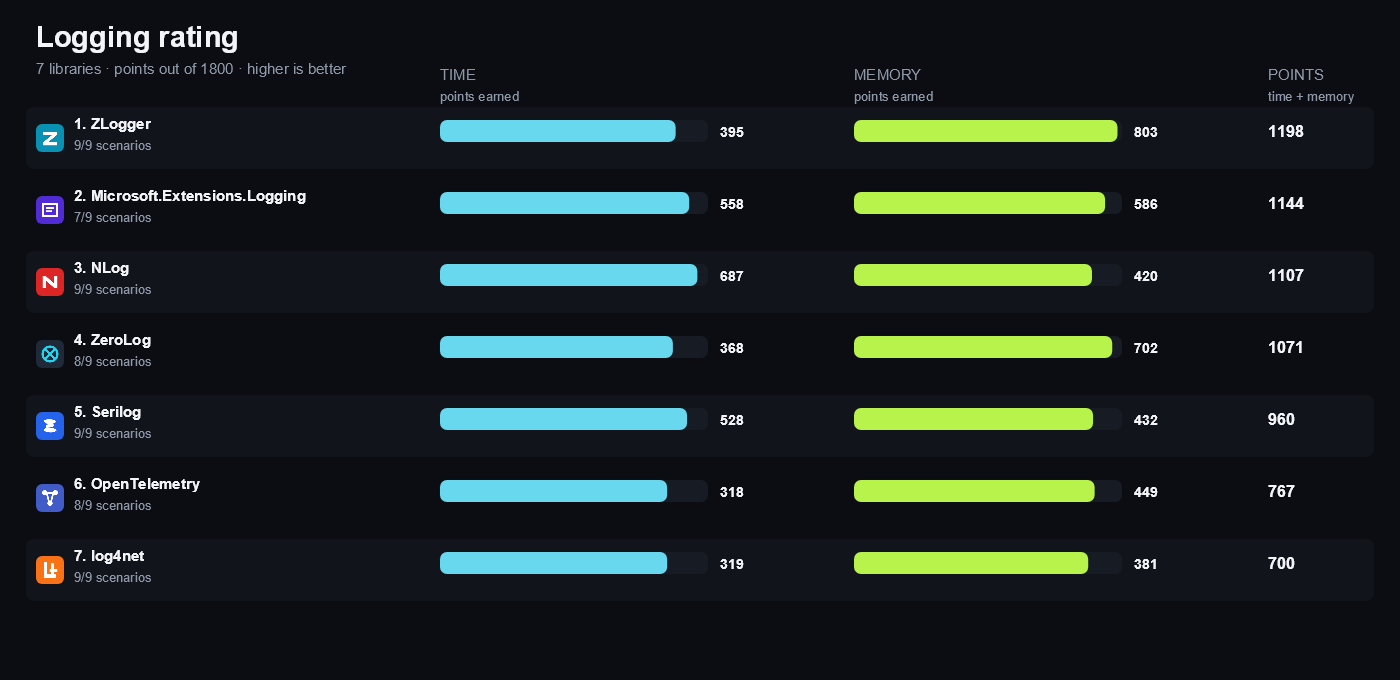 Logging rating
7 libraries · points out of 1800 · higher is better
TIME
points earned
MEMORY
points earned
POINTS
time + memory
1. ZLogger
9/9 scenarios
395
803
1198
2. Microsoft.Extensions.Logging
7/9 scenarios
558
586
1144
3. NLog
9/9 scenarios
687
420
1107
4. ZeroLog
8/9 scenarios
368
702
1071
5. Serilog
9/9 scenarios
528
432
960
6. OpenTelemetry
8/9 scenarios
318
449
767
7. log4net
9/9 scenarios
319
381
700